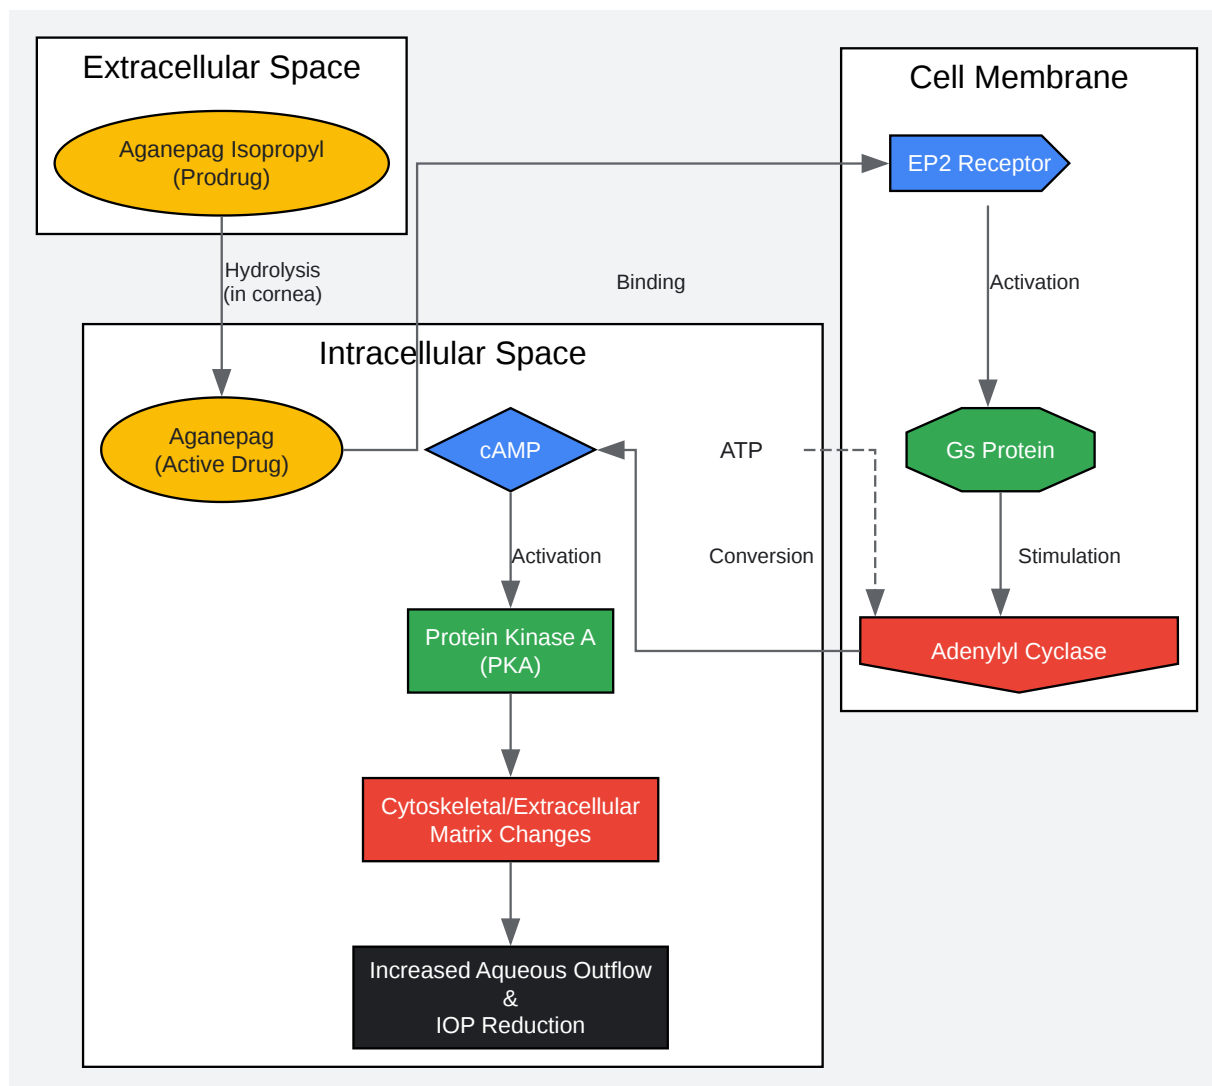 Extracellular Space
Aganepag Isopropyl
(Prodrug)
Cell Membrane
EP2 Receptor
Hydrolysis
(in cornea)
Binding
Activation
Intracellular Space
Aganepag
(Active Drug)
cAMP
ATP
Gs Protein
Activation
Conversion
Stimulation
Protein Kinase A
(PKA)
Adenylyl Cyclase
Cytoskeletal/Extracellular
Matrix Changes
Increased Aqueous Outflow
&
IOP Reduction